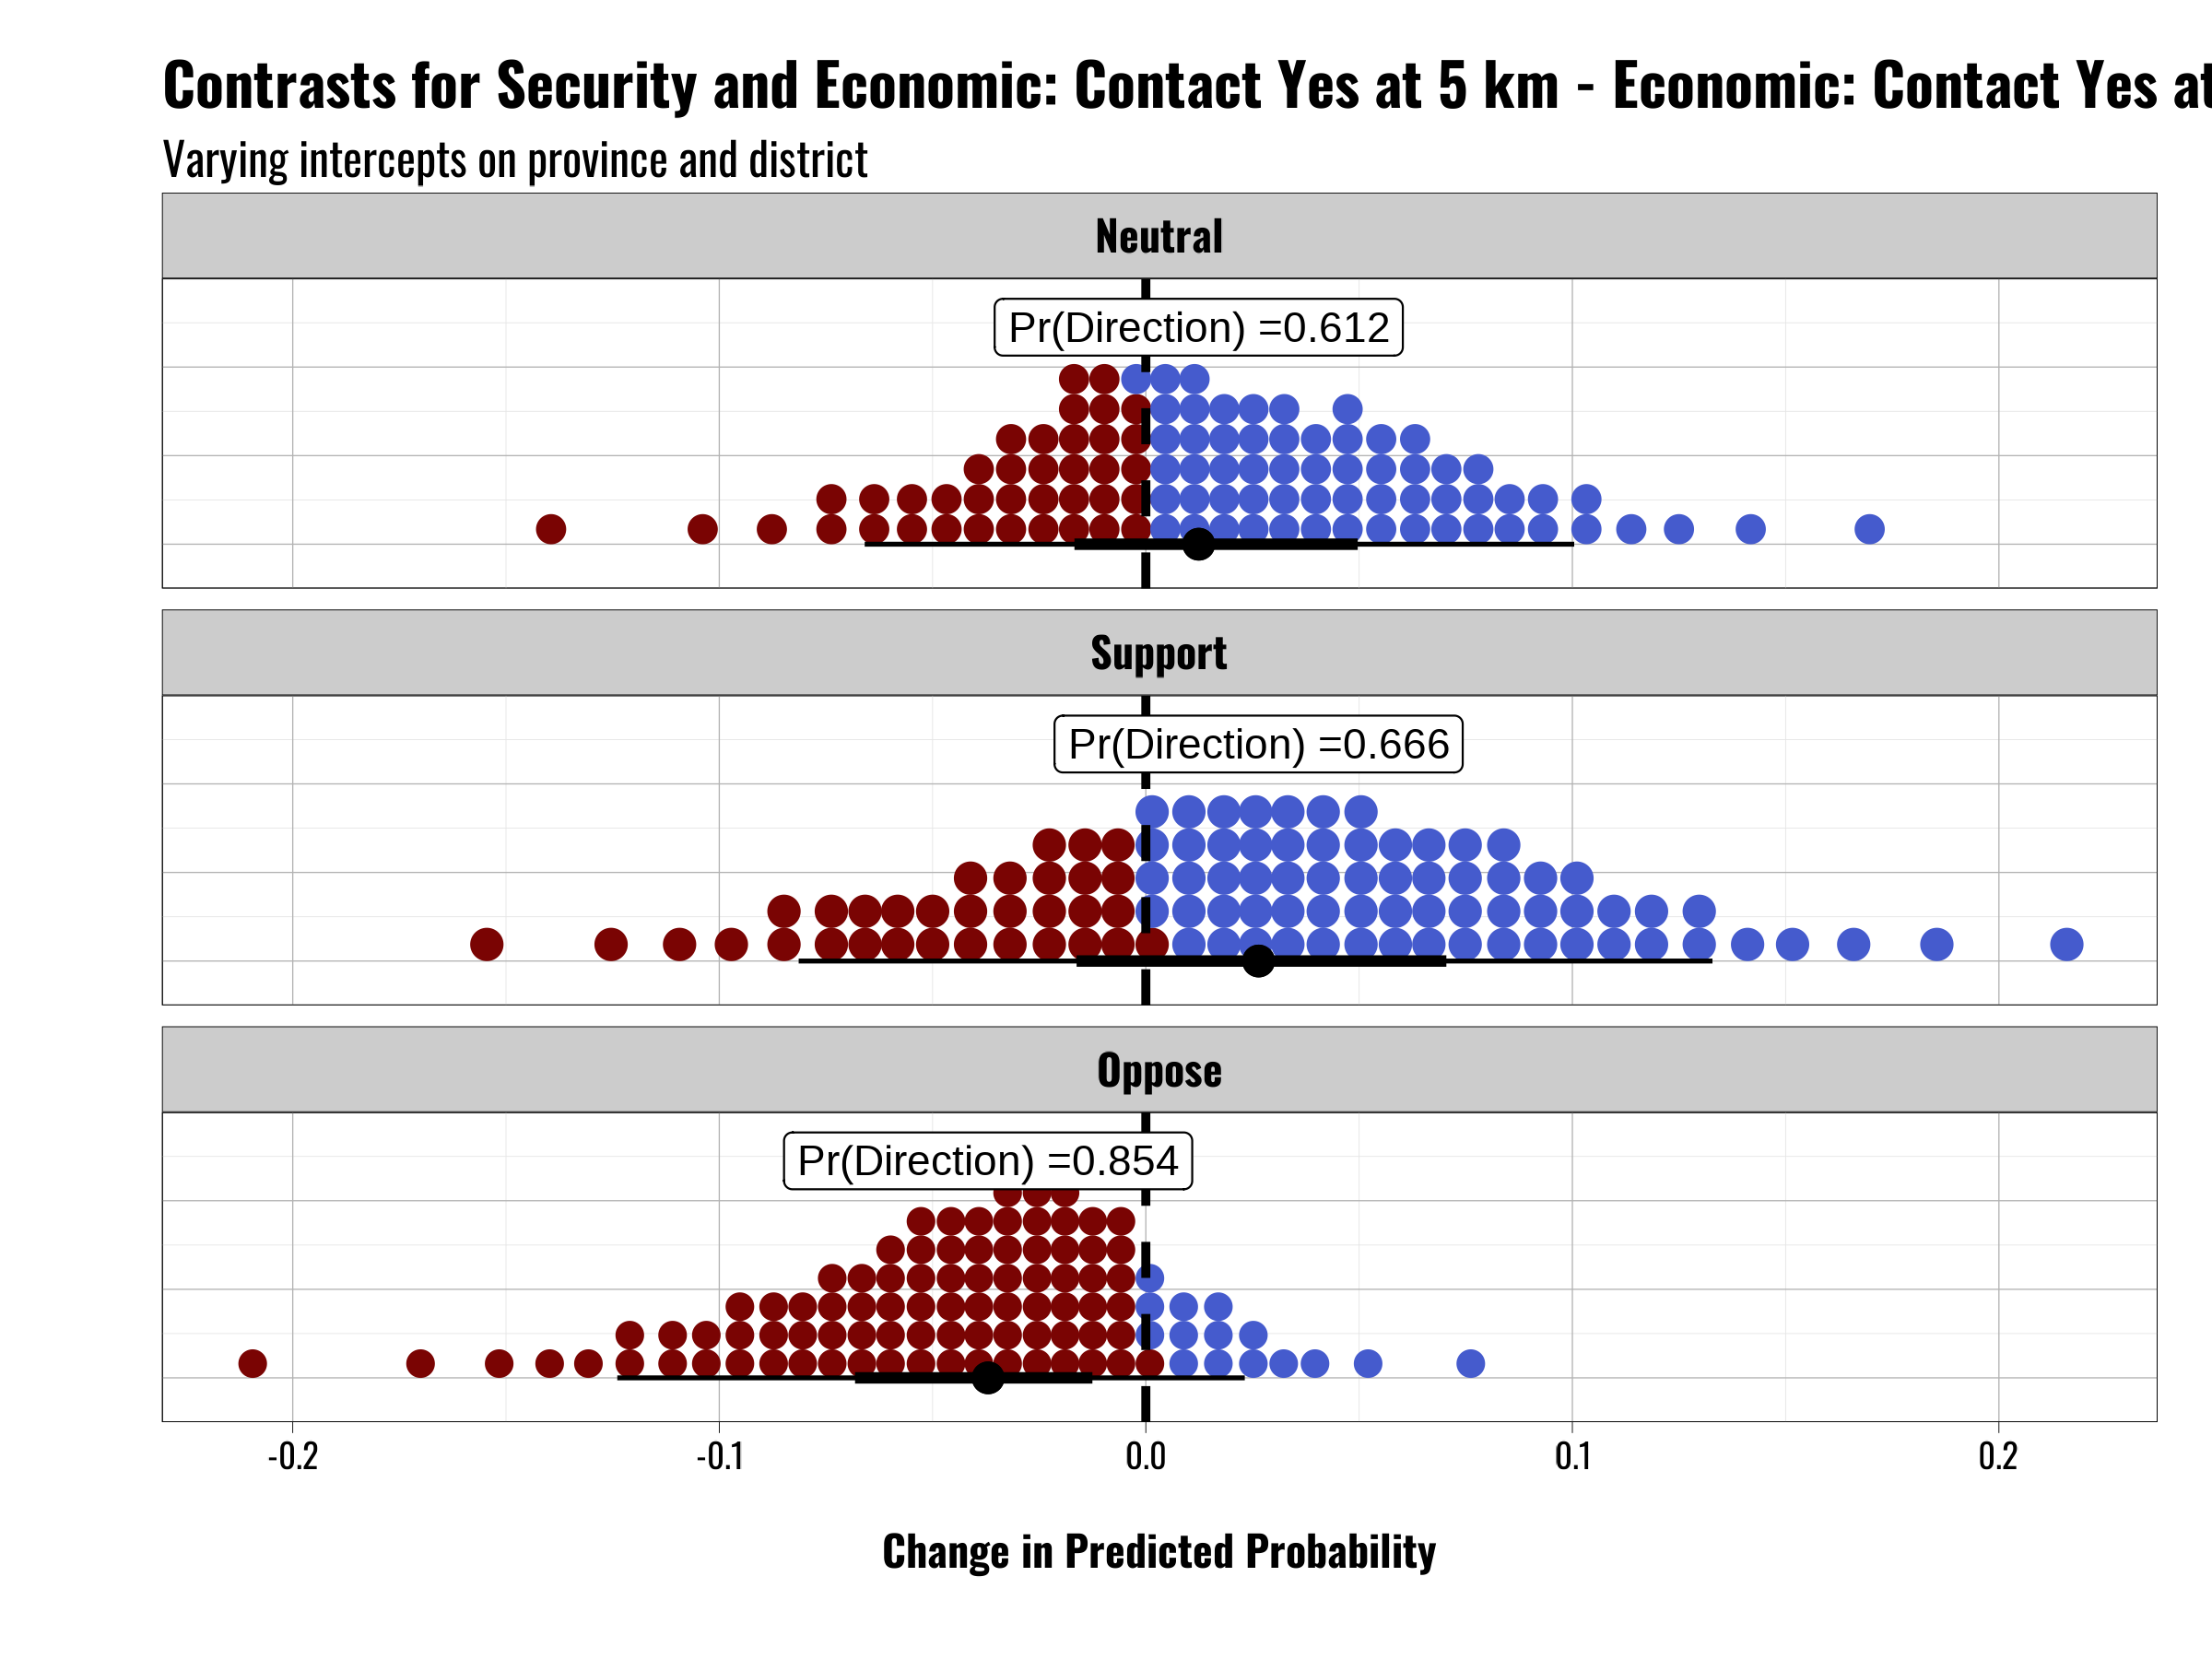 Contrasts for Security and Economic: Contact Yes at 5 km - Economic: Contact Yes at
Varying intercepts on province and district
Neutral
Pr(Direction) =0.612
Support
Pr(Direction) =0.666
Oppose
Pr(Direction) =0.854
-0.2 -0.1 0.0 0.1 0.2
Change in Predicted Probability